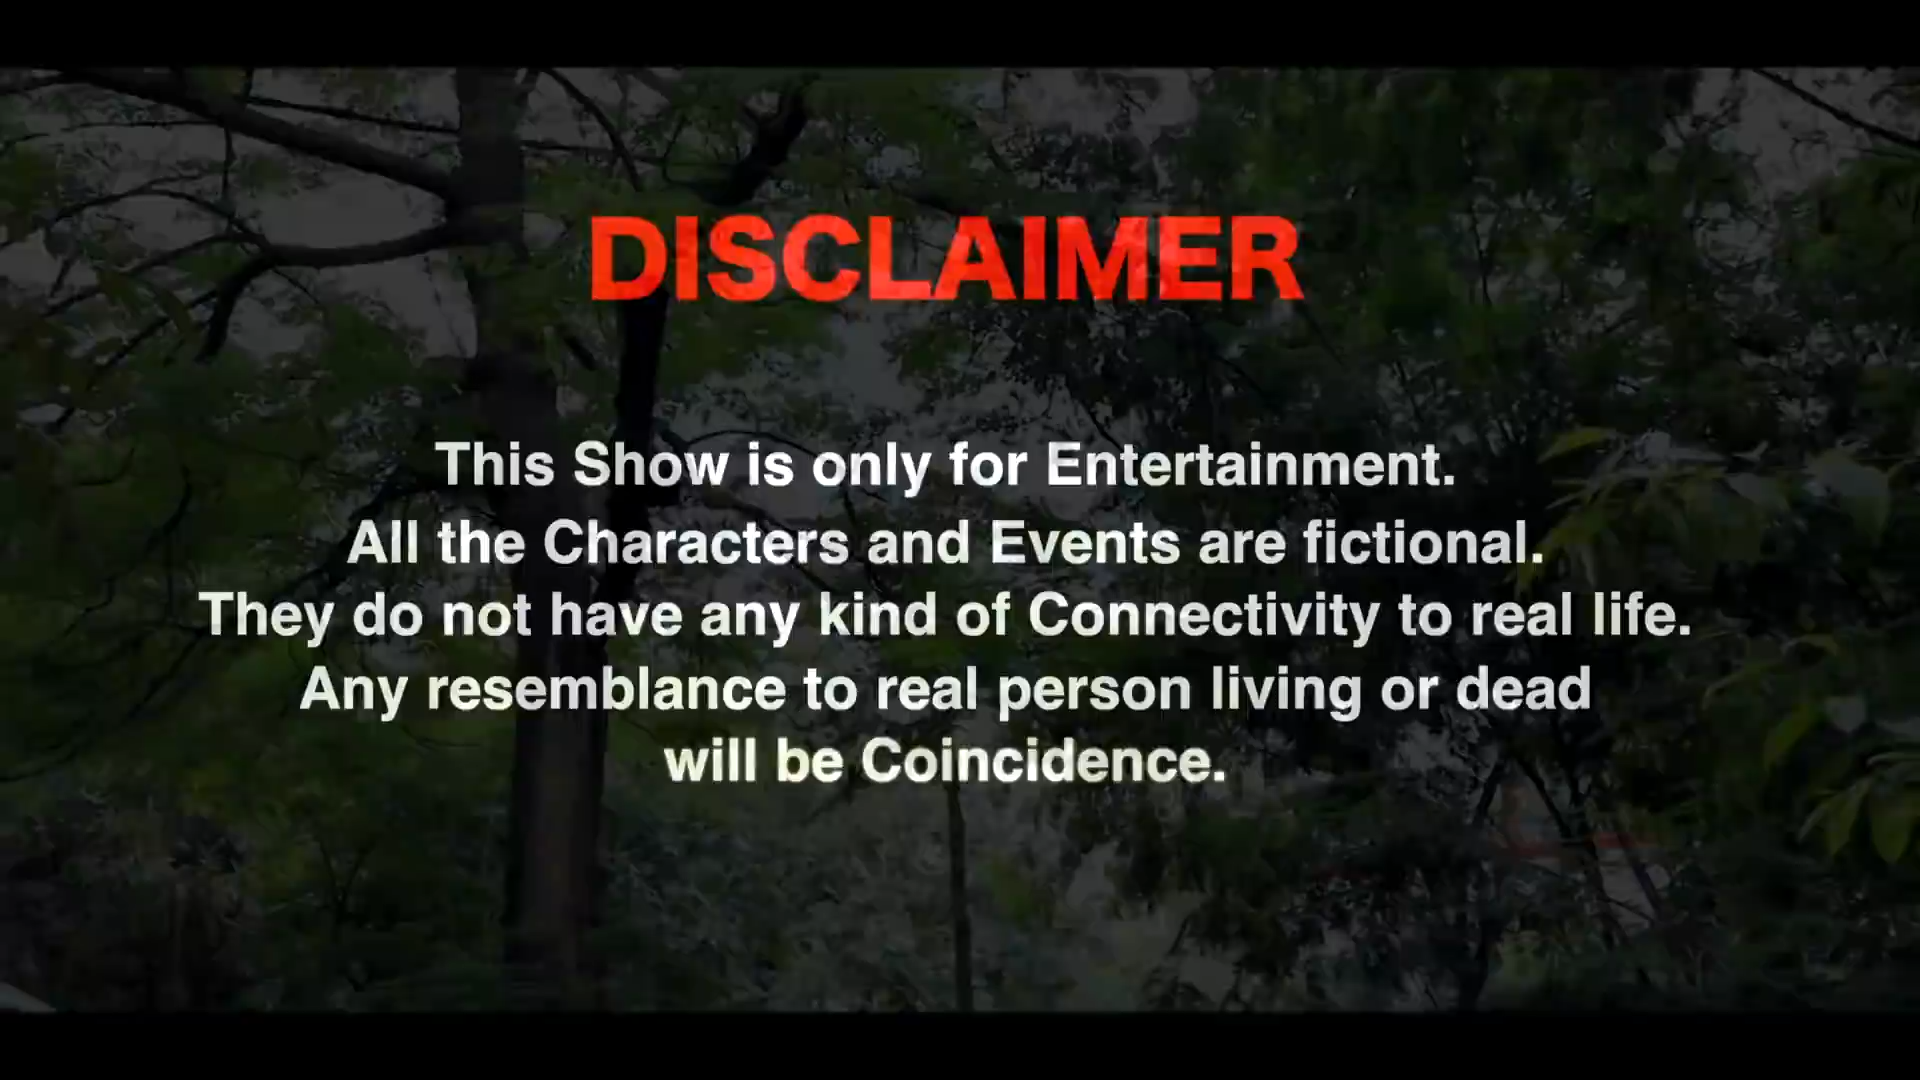 DISCLAIMER
This Show is only for Entertainment.
All the Characters and Events are fictional.
They do not have any kind of Connectivity to real life.
Any resemblance to real person living or dead
will be Coincidence.